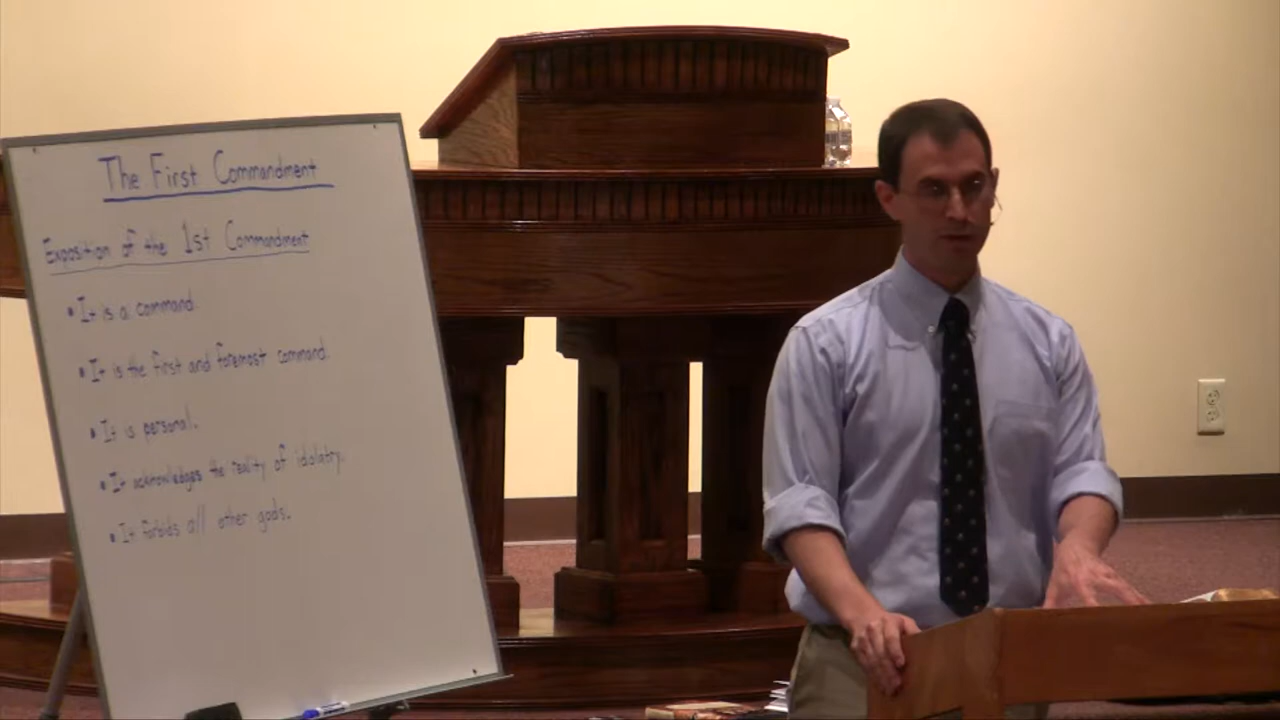 The First Commandment
Exposition of the 1st Commandment
• It is a command.
• It is the first and foremost command.
• It is personal.
• It acknowledges the reality of idolatry.
• It forbids all other gods.